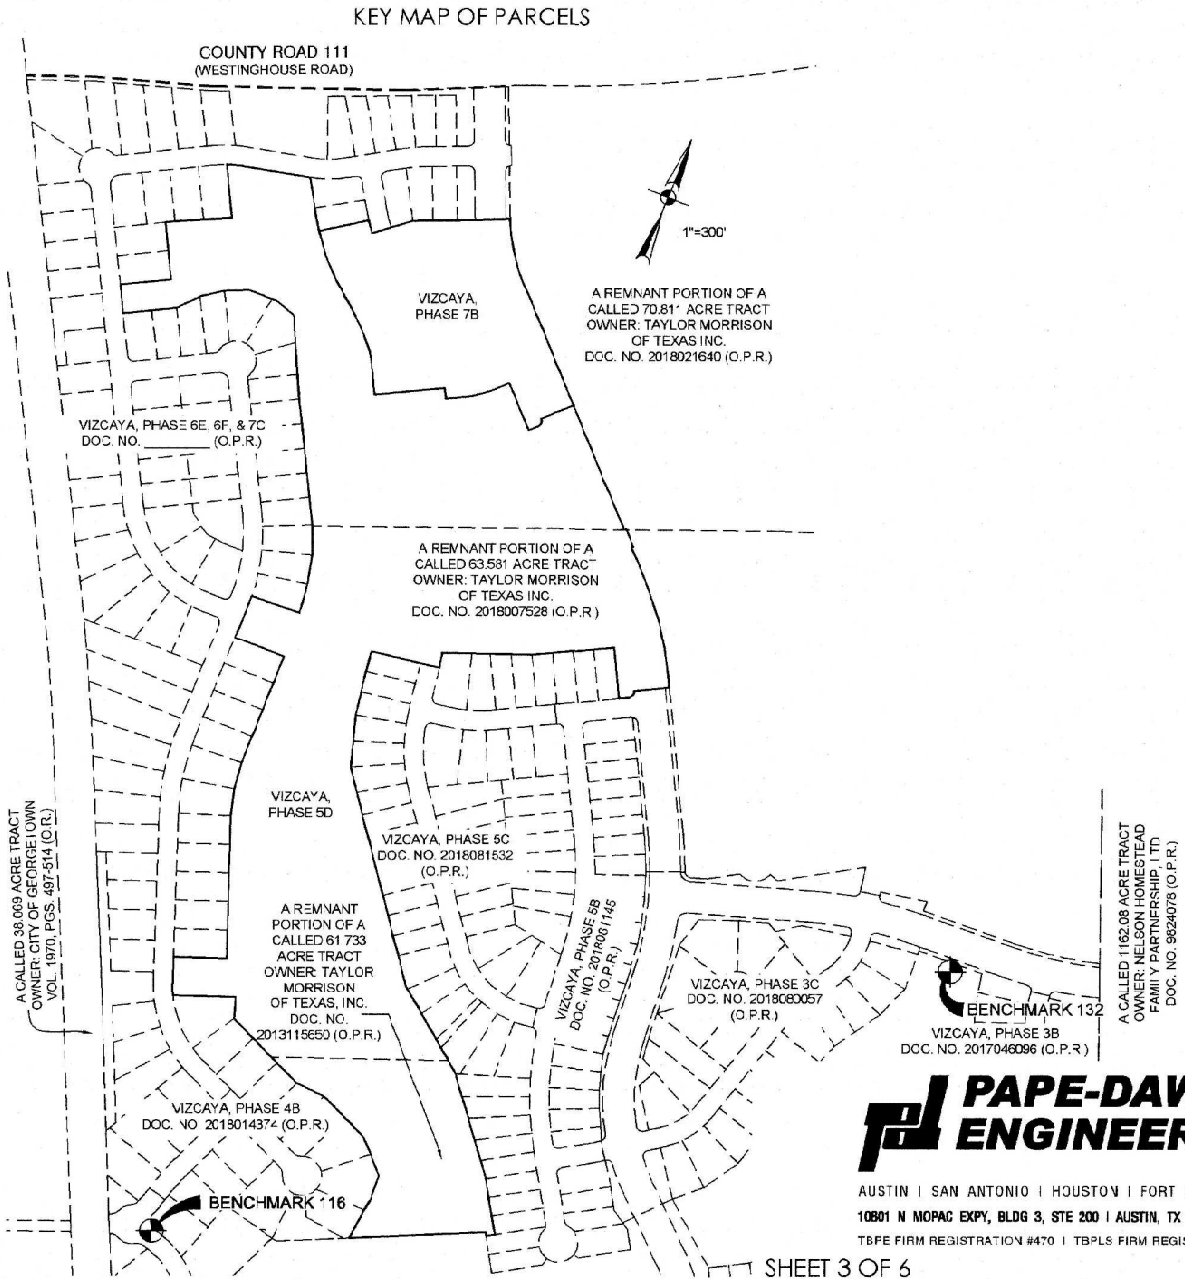 KEY MAP OF PARCELS
COUNTY ROAD 111
(WESTINGHOUSE ROAD)
1"=300'
VIZCAYA,
PHASE 7B
A REMNANT PORTION OF A
CALLED 70.811 ACRE TRACT
OWNER: TAYLOR MORRISON
OF TEXAS INC.
DOC. NO. 2018021640 (O.P.R.)
VIZCAYA, PHASE 6E, 6F, & 7C
DOC. NO. ________ (O.P.R.)
A REMNANT PORTION OF A
CALLED 63.581 ACRE TRACT
OWNER: TAYLOR MORRISON
OF TEXAS INC.
DOC. NO. 2018007528 (O.P.R.)
VIZCAYA,
PHASE 5D
VIZCAYA, PHASE 5C
DOC. NO. 2018081532
(O.P.R.)
A CALLED 38.009 ACRE TRACT
OWNER: CITY OF GEORGETOWN
VOL. 1970, PGS. 497-514 (O.R.)
A REMNANT
PORTION OF A
CALLED 61.733
ACRE TRACT
OWNER: TAYLOR
MORRISON
OF TEXAS, INC.
DOC. NO.
2013115650 (O.P.R.)
VIZCAYA, PHASE
DOC. NO.
(O.P.R.)
VIZCAYA, PHASE 3C
DOC. NO. 2018080057
(O.P.R.)
BENCHMARK 132
VIZCAYA, PHASE 3B
DOC. NO. 2017046096 (O.P.R.)
A CALLED 1162.08 ACRE TRACT
OWNER: NELSON HOMESTEAD
FAMILY PARTNERSHIP, LTD
DOC. NO. 9824078 (O.P.R.)
VIZCAYA, PHASE 4B
DOC. NO. 2018014374 (O.P.R.)
BENCHMARK 116
PAPE-DAW
ENGINEER
AUSTIN | SAN ANTONIO | HOUSTON | FORT
10801 N MOPAC EXPY, BLDG 3, STE 200 | AUSTIN, TX
TBPE FIRM REGISTRATION #470 | TBPLS FIRM REGIS
SHEET 3 OF 6